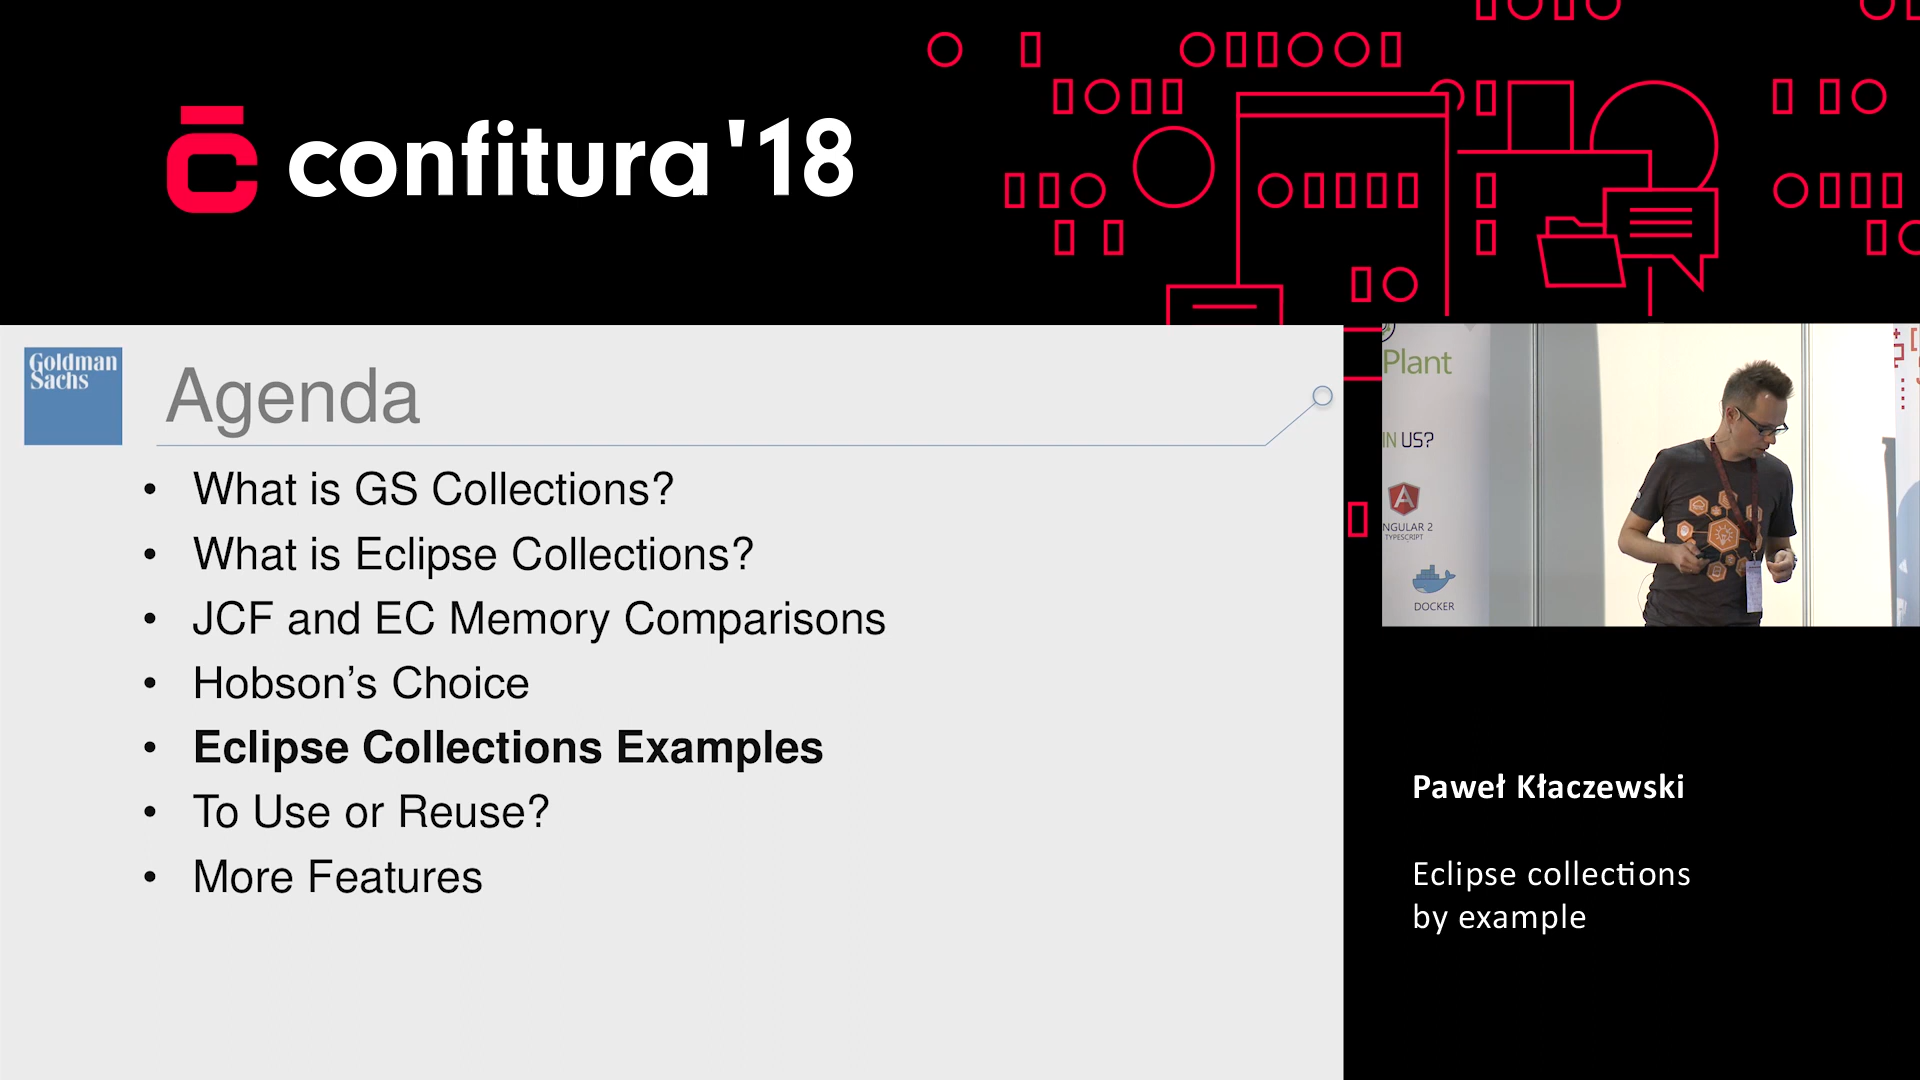 confitura '18
Goldman
Sachs
Agenda
• What is GS Collections?
• What is Eclipse Collections?
• JCF and EC Memory Comparisons
• Hobson’s Choice
• Eclipse Collections Examples
• To Use or Reuse?
• More Features
Plant
IN US?
NGULAR 2
TYPESCRIPT
DOCKER
Paweł Kłaczewski
Eclipse collections
by example